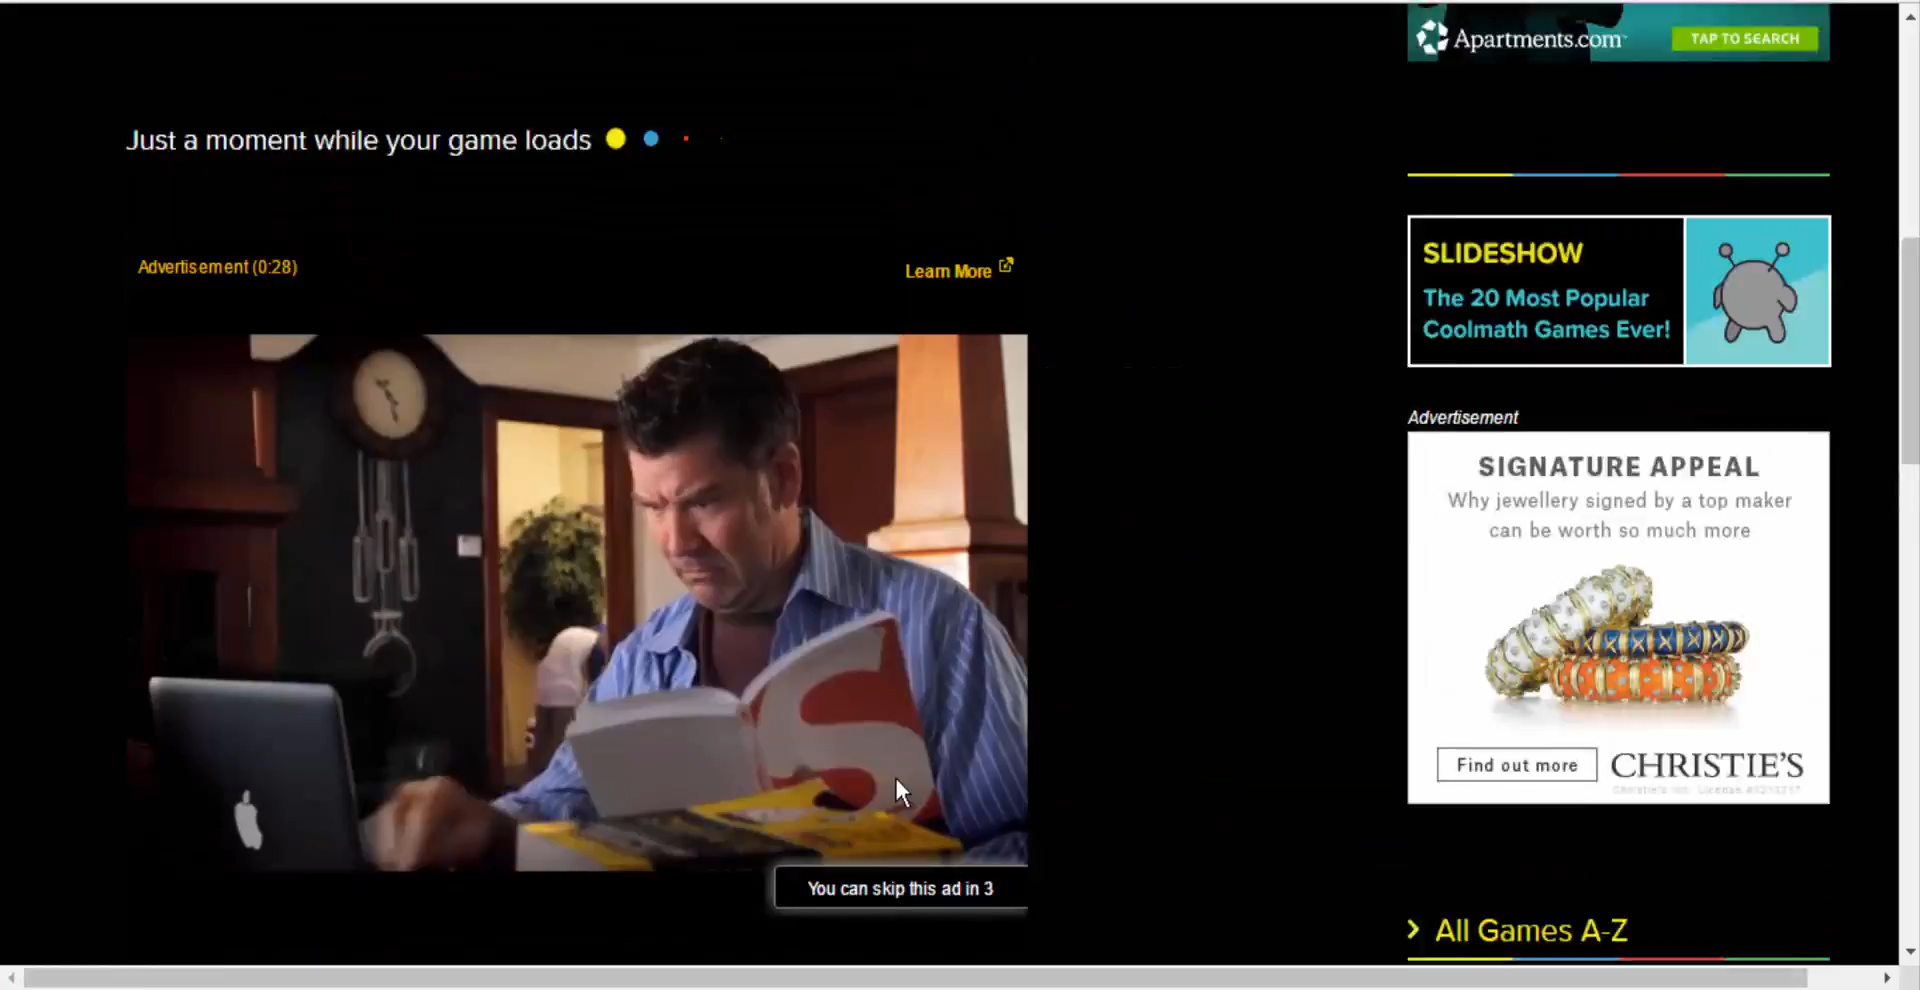 Apartments.com
TAP TO SEARCH
Just a moment while your game loads
Advertisement (0:28)
Learn More
SLIDESHOW
The 20 Most Popular
Coolmath Games Ever!
Advertisement
SIGNATURE APPEAL
Why jewellery signed by a top maker
can be worth so much more
Find out more
CHRISTIE'S
S
You can skip this ad in 3
All Games A-Z